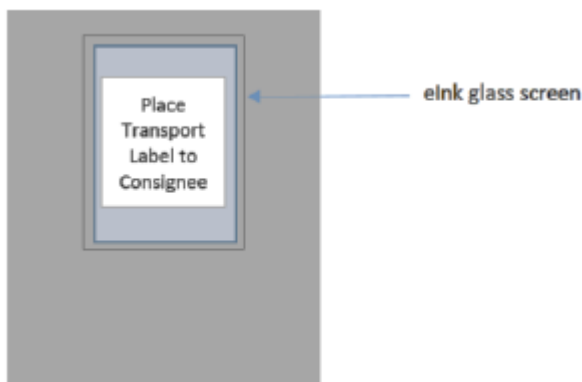 Place
Transport
Label to
Consignee
eInk glass screen